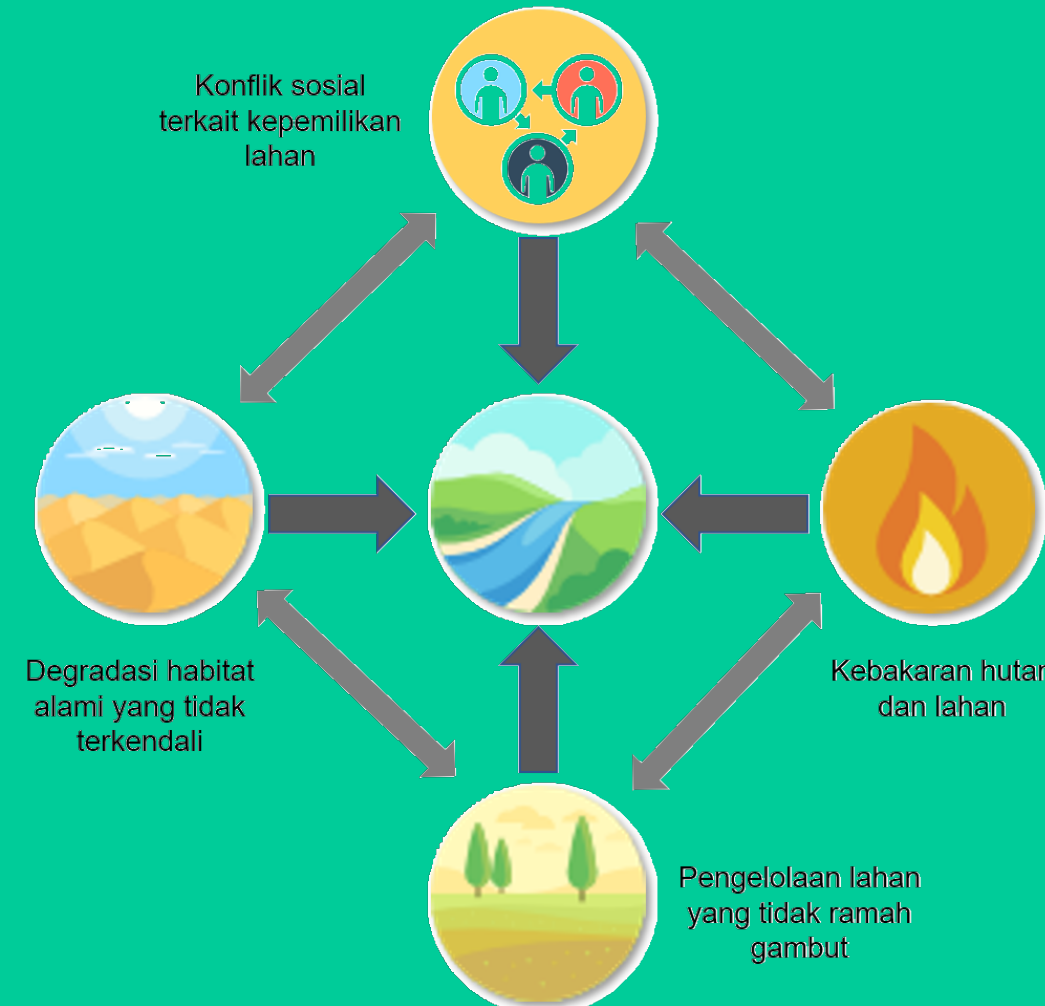 Konflik sosial
terkait kepemilikan
lahan
Degradasi habitat
alami yang tidak
terkendali
Kebakaran hutan
dan lahan
Pengelolaan lahan
yang tidak ramah
gambut